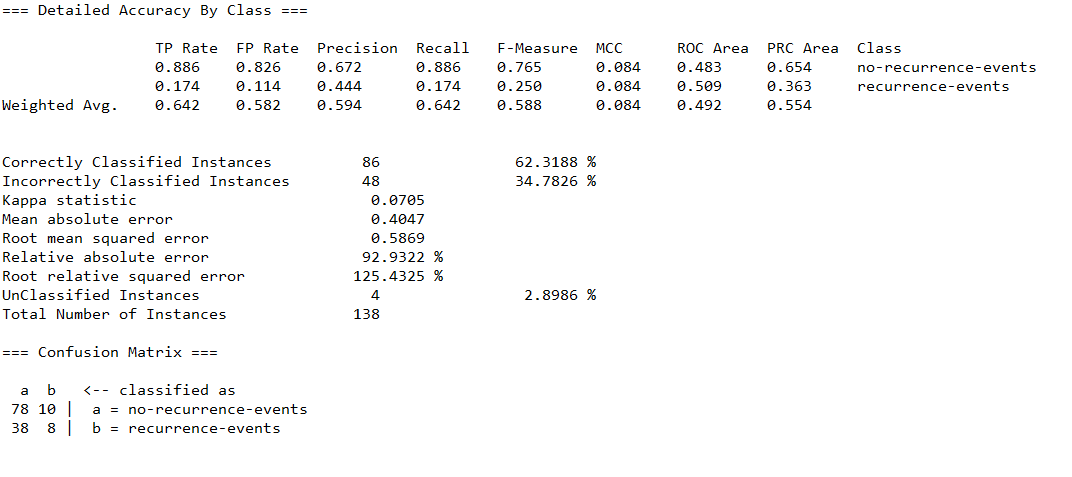 === Detailed Accuracy By Class ===
TP Rate FP Rate Precision Recall F-Measure MCC ROC Area PRC Area Class
0.886 0.826 0.672 0.886 0.765 0.084 0.483 0.654 no-recurrence-events
0.174 0.114 0.444 0.174 0.250 0.084 0.509 0.363 recurrence-events
Weighted Avg. 0.642 0.582 0.594 0.642 0.588 0.084 0.492 0.554
Correctly Classified Instances 86 62.3188 %
Incorrectly Classified Instances 48 34.7826 %
Kappa statistic 0.0705
Mean absolute error 0.4047
Root mean squared error 0.5869
Relative absolute error 92.9322 %
Root relative squared error 125.4325 %
UnClassified Instances 4 2.8986 %
Total Number of Instances 138
=== Confusion Matrix ===
a b <-- classified as
78 10 | a = no-recurrence-events
38 8 | b = recurrence-events